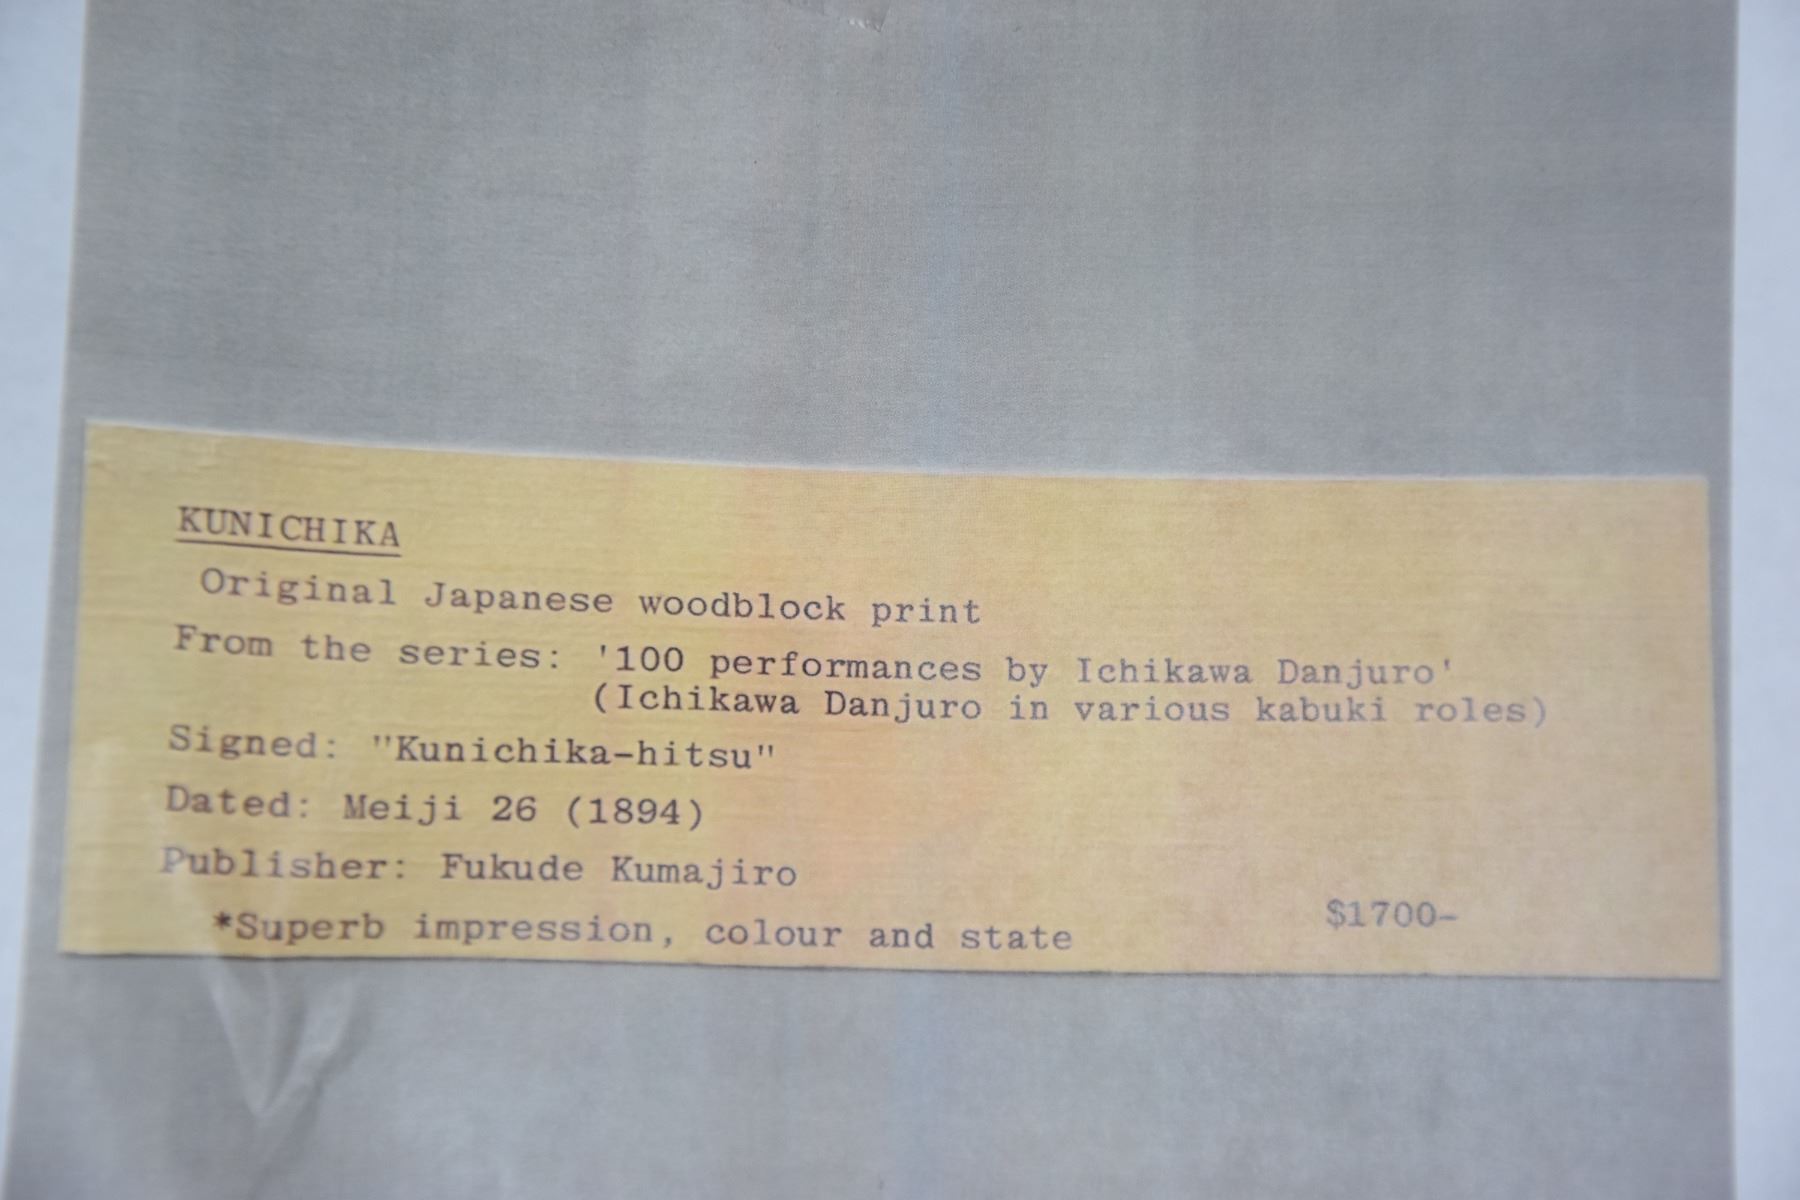 KUNICHIKA
Original Japanese woodblock print
From the series: '100 performances by Ichikawa Danjuro'
(Ichikawa Danjuro in various kabuki roles)
Signed: "Kunichika-hitsu"
Dated: Meiji 26 (1894)
Publisher: Fukude Kumajiro
*Superb impression, colour and state
$1700-